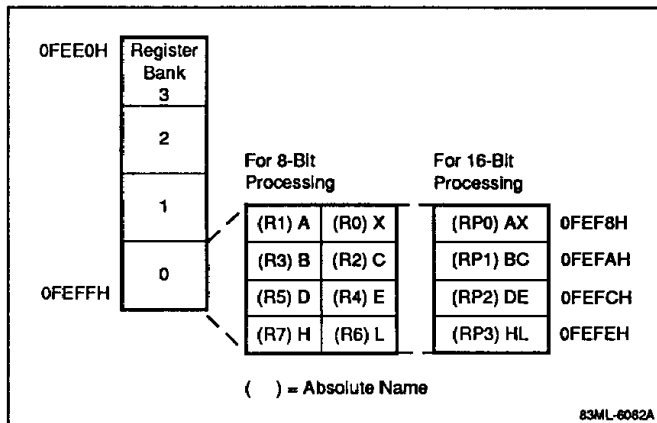 0FEE0H
Register
Bank
3
2
1
0
0FEFFH
For 8-Bit
Processing
For 16-Bit
Processing
(R1) A (R0) X (RP0) AX 0FEF8H
(R3) B (R2) C (RP1) BC 0FEFAH
(R5) D (R4) E (RP2) DE 0FEFCH
(R7) H (R6) L (RP3) HL 0FEFEH
( ) = Absolute Name
83ML-6082A